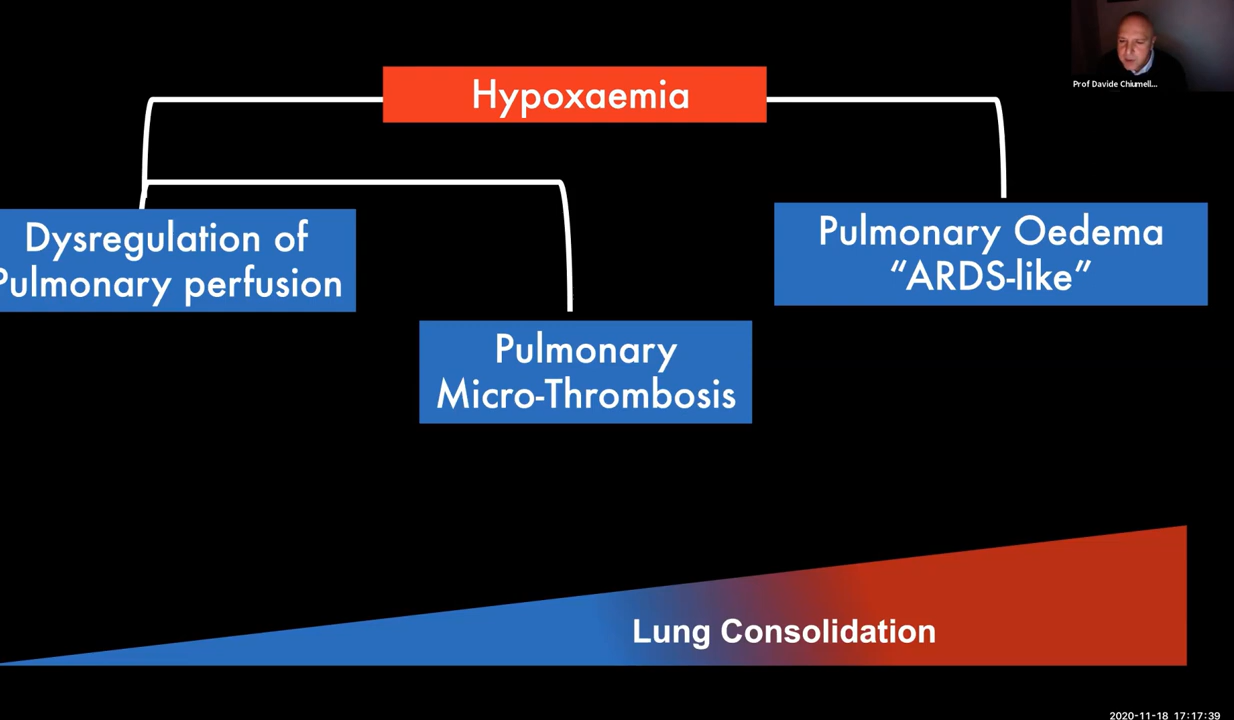 Hypoxaemia
Prof Davide Chiumell...
Dysregulation of
Pulmonary perfusion
Pulmonary Oedema
“ARDS-like”
Pulmonary
Micro-Thrombosis
Lung Consolidation
2020-11-18 17:17:39